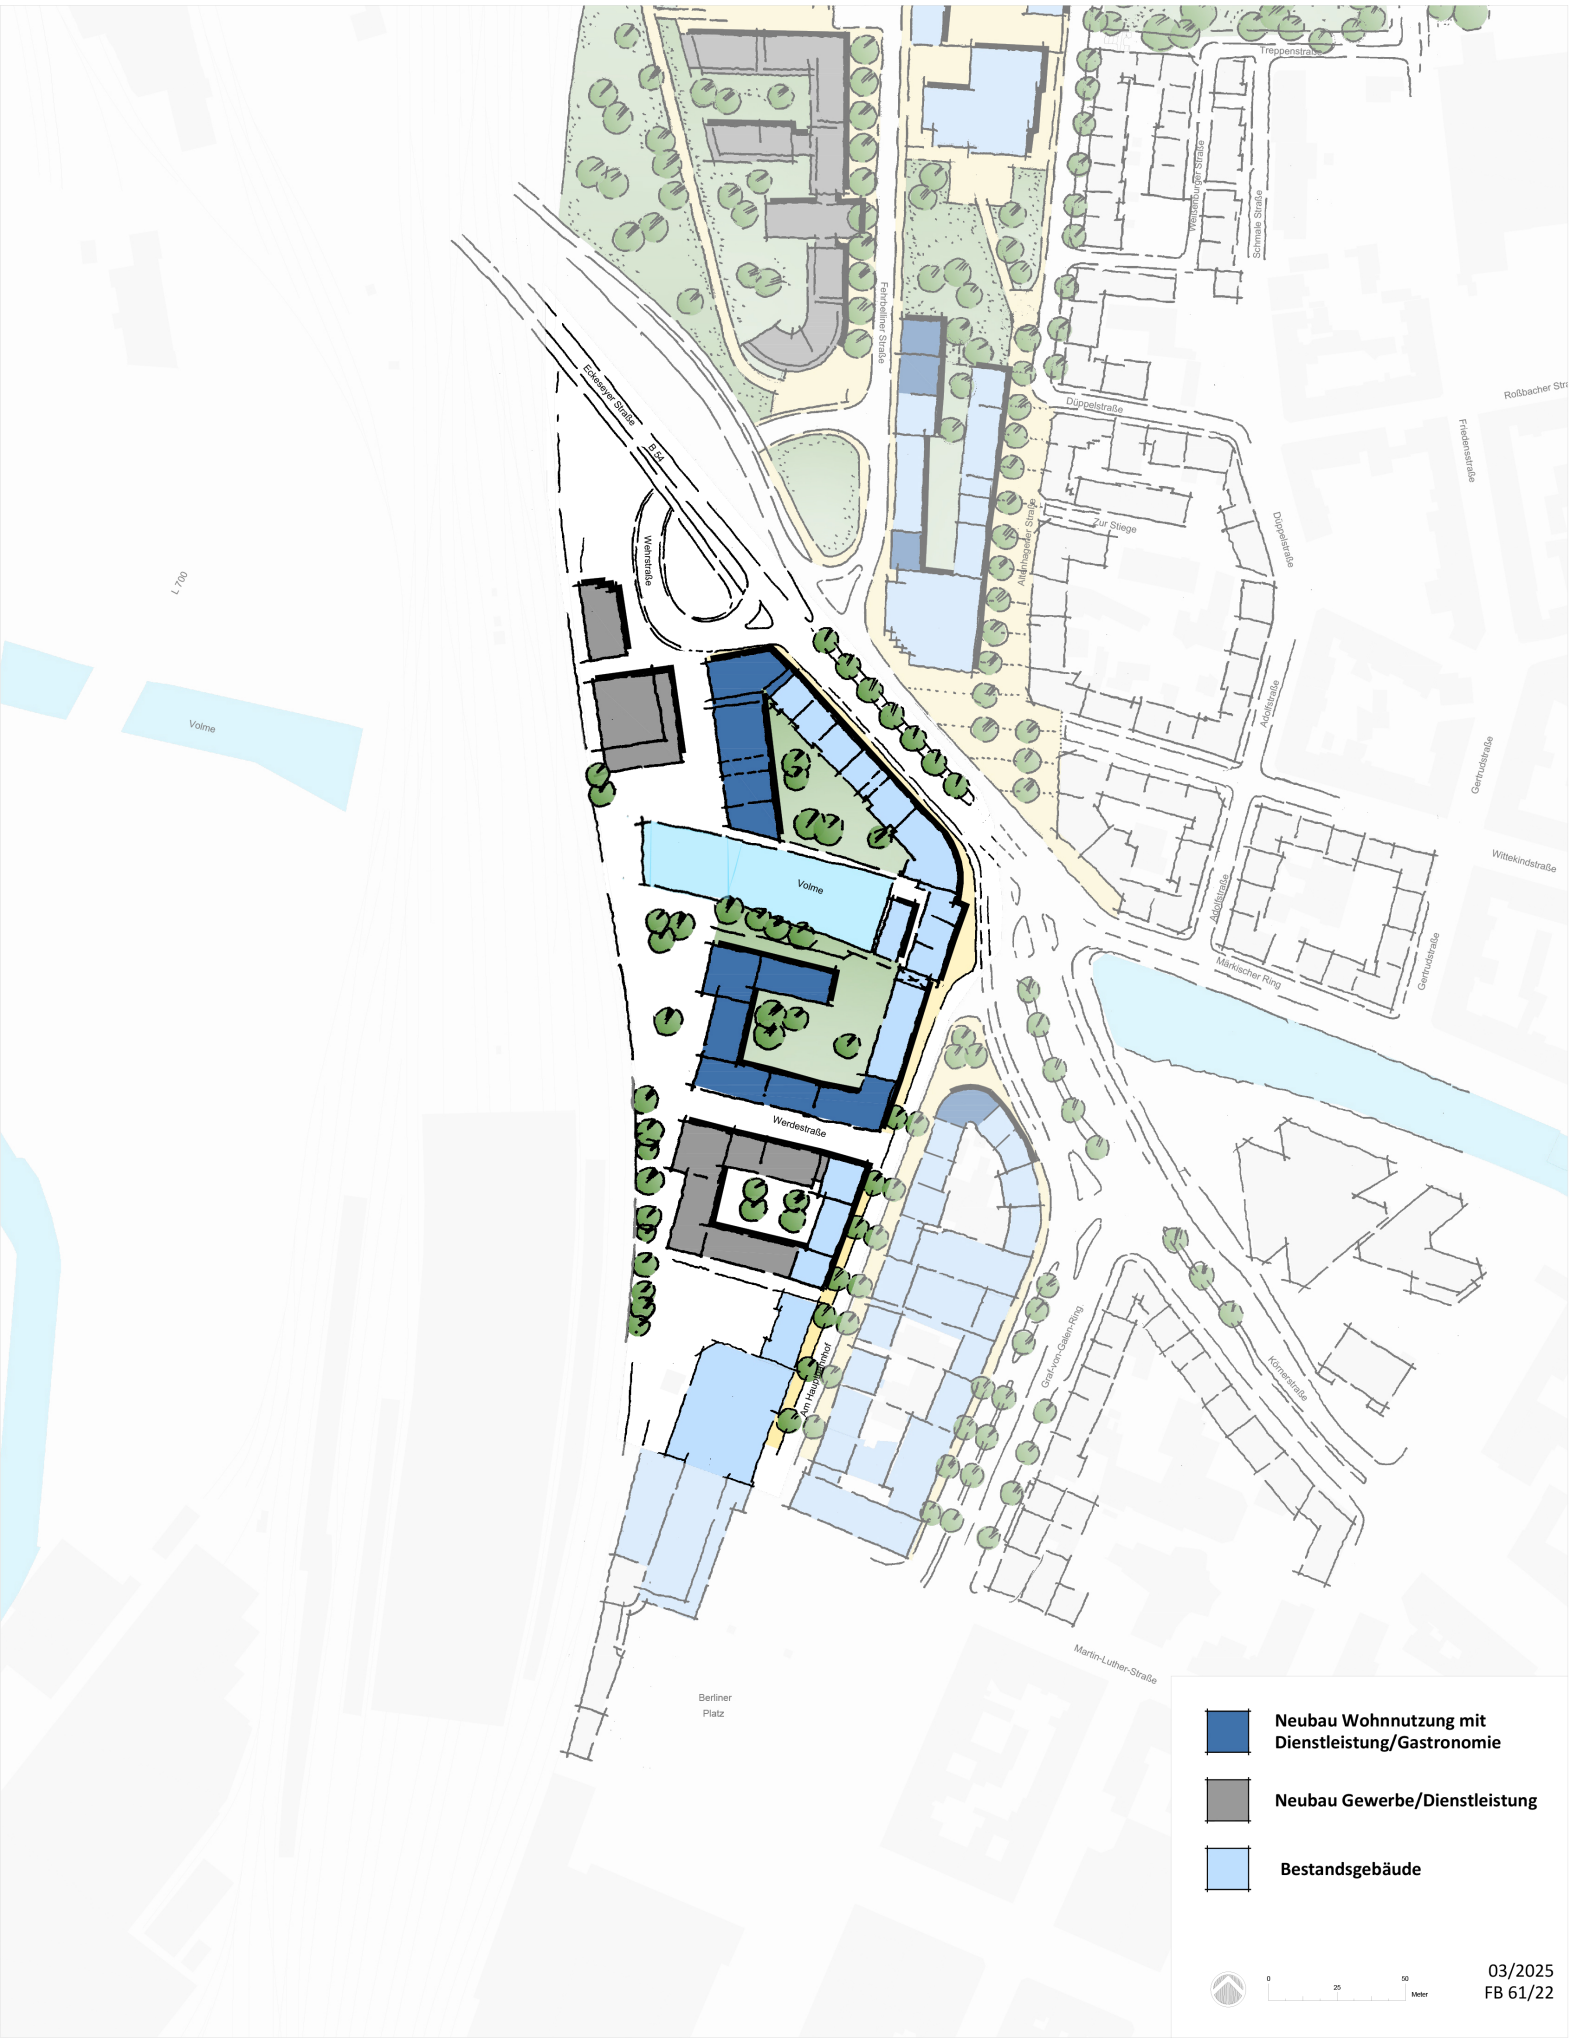 Treppenstraße
Weißenburger Straße
Schmale Straße
Fehrbelliner Straße
Eckeseyer Straße
B 54
Roßbacher Stra
Düppelstraße
Friedensstraße
Wehrstraße
Zur Stiege
Düppelstraße
Altenhagener Straße
L 700
Adolfstraße
Volme
Gertrudstraße
Wittekindstraße
Volme
Adolfstraße
Gertrudstraße
Märkischer Ring
Werdestraße
Am Hauptbahnhof
Graf-von-Galen-Ring
Körnerstraße
Martin-Luther-Straße
Berliner
Platz
Neubau Wohnnutzung mit
Dienstleistung/Gastronomie
Neubau Gewerbe/Dienstleistung
Bestandsgebäude
0 25 50 Meter
03/2025
FB 61/22